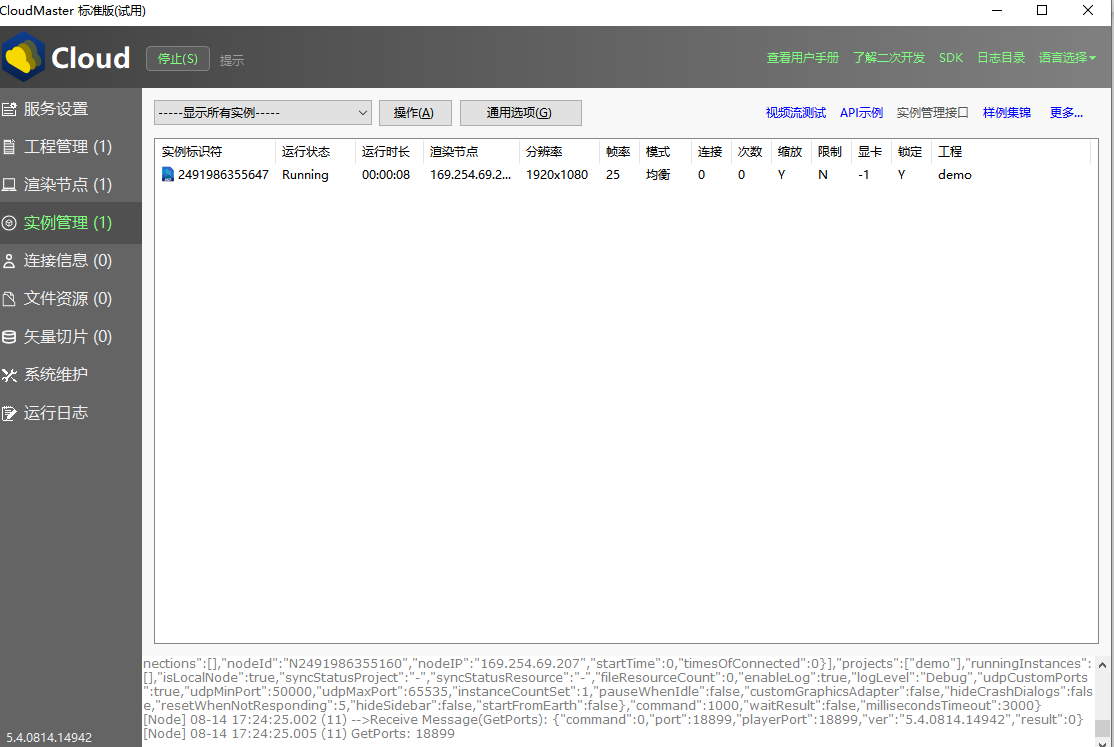 CloudMaster 标准版(试用)
Cloud 停止(S) 提示 查看用户手册 了解二次开发 SDK 日志目录 语言选择
服务设置
工程管理 (1)
渲染节点 (1)
实例管理 (1)
连接信息 (0)
文件资源 (0)
矢量切片 (0)
系统维护
运行日志
5.4.0814.14942
-----显示所有实例----- 操作(A) 通用选项(G) 视频流测试 API示例 实例管理接口 样例集锦 更多...
实例标识符 运行状态 运行时长 渲染节点 分辨率 帧率 模式 连接 次数 缩放 限制 显卡 锁定 工程
2491986355647 Running 00:00:08 169.254.69.2... 1920x1080 25 均衡 0 0 Y N -1 Y demo
nections":[],"nodeId":"N2491986355160","nodeIP":"169.254.69.207","startTime":0,"timesOfConnected":0}],"projects":["demo"],"runningInstances":
[],"isLocalNode":true,"syncStatusProject":"-","syncStatusResource":"-","fileResourceCount":0,"enableLog":true,"logLevel":"Debug","udpCustomPorts
":true,"udpMinPort":50000,"udpMaxPort":65535,"instanceCountSet":1,"pauseWhenIdle":false,"customGraphicsAdapter":false,"hideCrashDialogs":fals
e,"resetWhenNotResponding":5,"hideSidebar":false,"startFromEarth":false},"command":1000,"waitResult":false,"millisecondsTimeout":3000}
[Node] 08-14 17:24:25.002 (11) -->Receive Message(GetPorts): {"command":0,"port":18899,"playerPort":18899,"ver":"5.4.0814.14942","result":0}
[Node] 08-14 17:24:25.005 (11) GetPorts: 18899